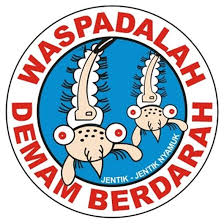 WASPADALAH
JENTIK - JENTIK NYAMUK
DEMAM BERDARAH